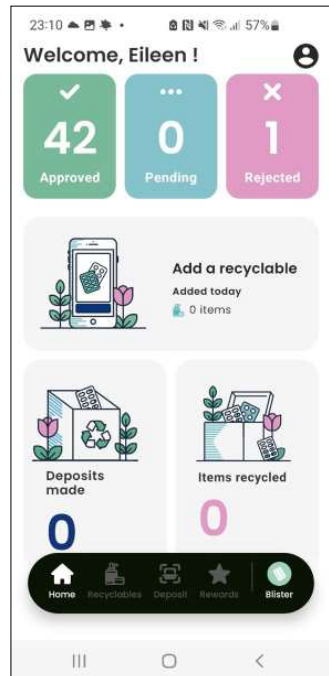 23:10 57%
Welcome, Eileen !
42 0 1
Approved Pending Rejected
Add a recyclable
Added today
0 items
Deposits made
0
Items recycled
0
Home Recyclables Deposit Rewards Blister